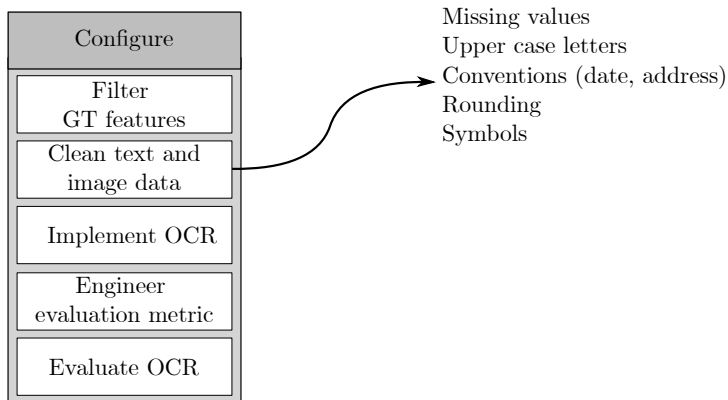 Configure
Filter
GT features
Clean text and
image data
Implement OCR
Engineer
evaluation metric
Evaluate OCR
Missing values
Upper case letters
Conventions (date, address)
Rounding
Symbols